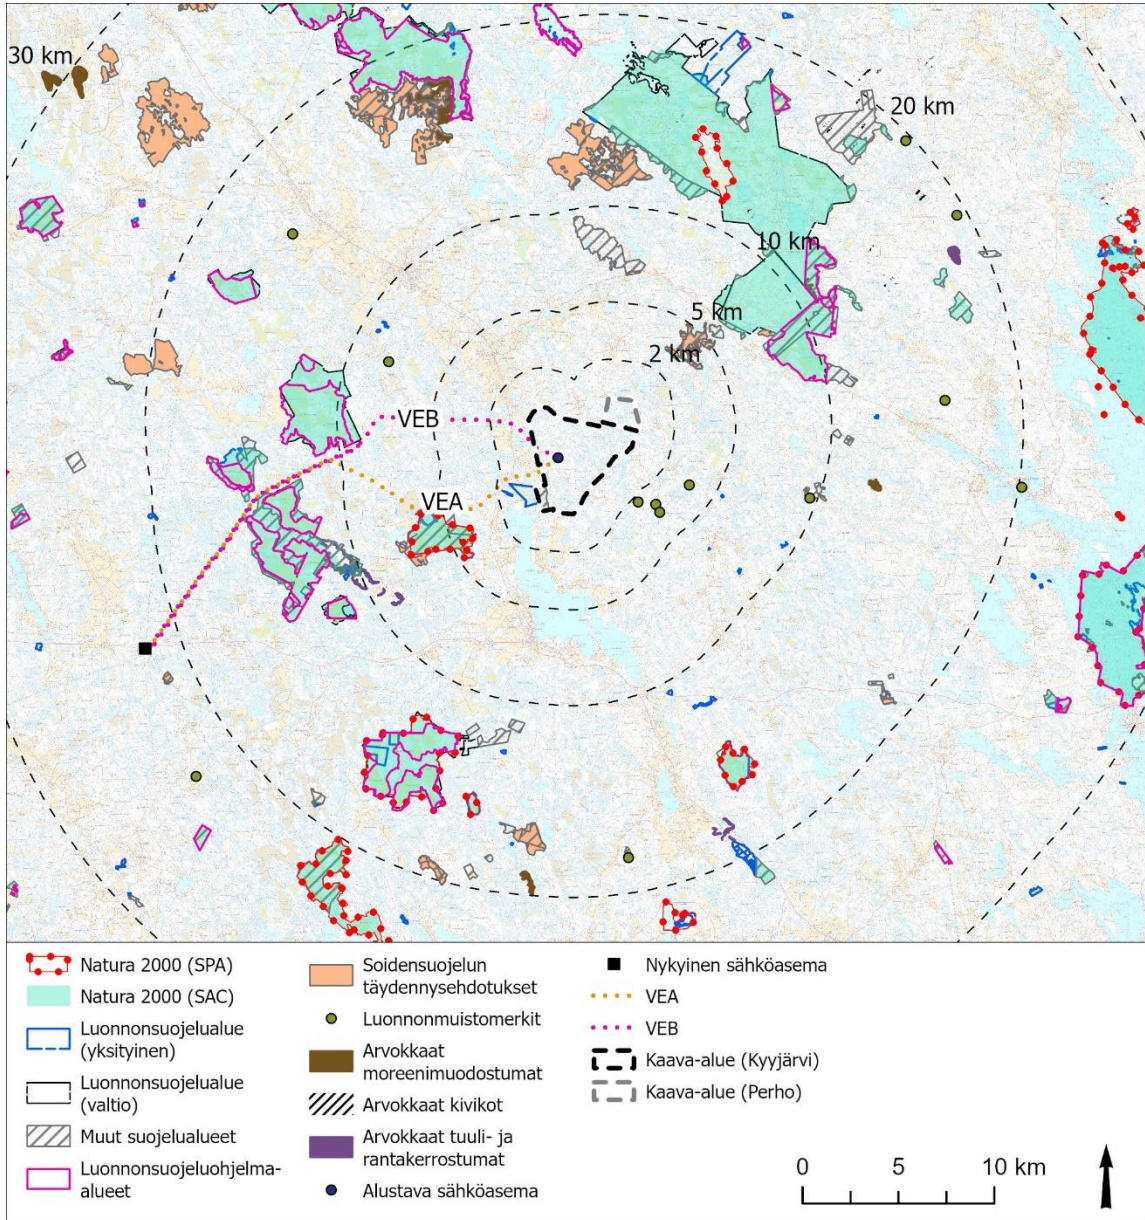 30 km
20 km
10 km
5 km
2 km
VEB
VEA
Natura 2000 (SPA)
Natura 2000 (SAC)
Luonnonsuojelualue
(yksityinen)
Luonnonsuojelualue
(valtio)
Muut suojelualueet
Luonnonsuojeluohjelma-
alueet
Soidensuojelun
täydennysehdotukset
Luonnonmuistomerkit
Arvokkaat
moreenimuodostumat
Arvokkaat kivikot
Arvokkaat tuuli- ja
rantakerrostumat
Alustava sähköasema
Nykyinen sähköasema
VEA
VEB
Kaava-alue (Kyyjärvi)
Kaava-alue (Perho)
0 5 10 km